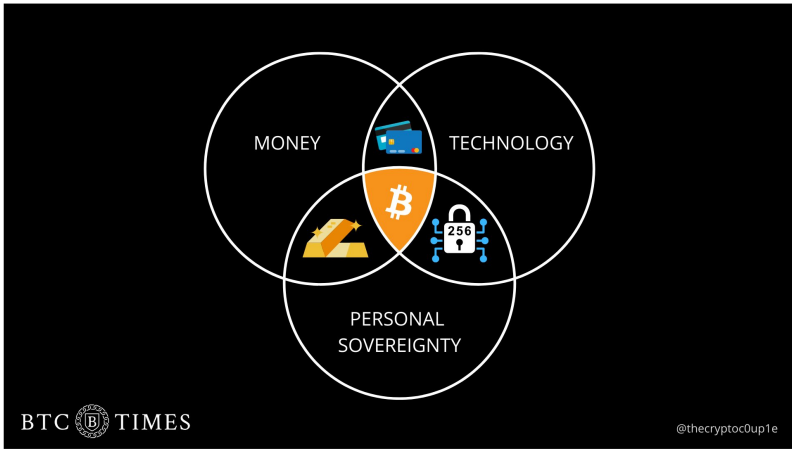 MONEY
TECHNOLOGY
256
PERSONAL
SOVEREIGNTY
BTC B TIMES
@thecryptoc0up1e